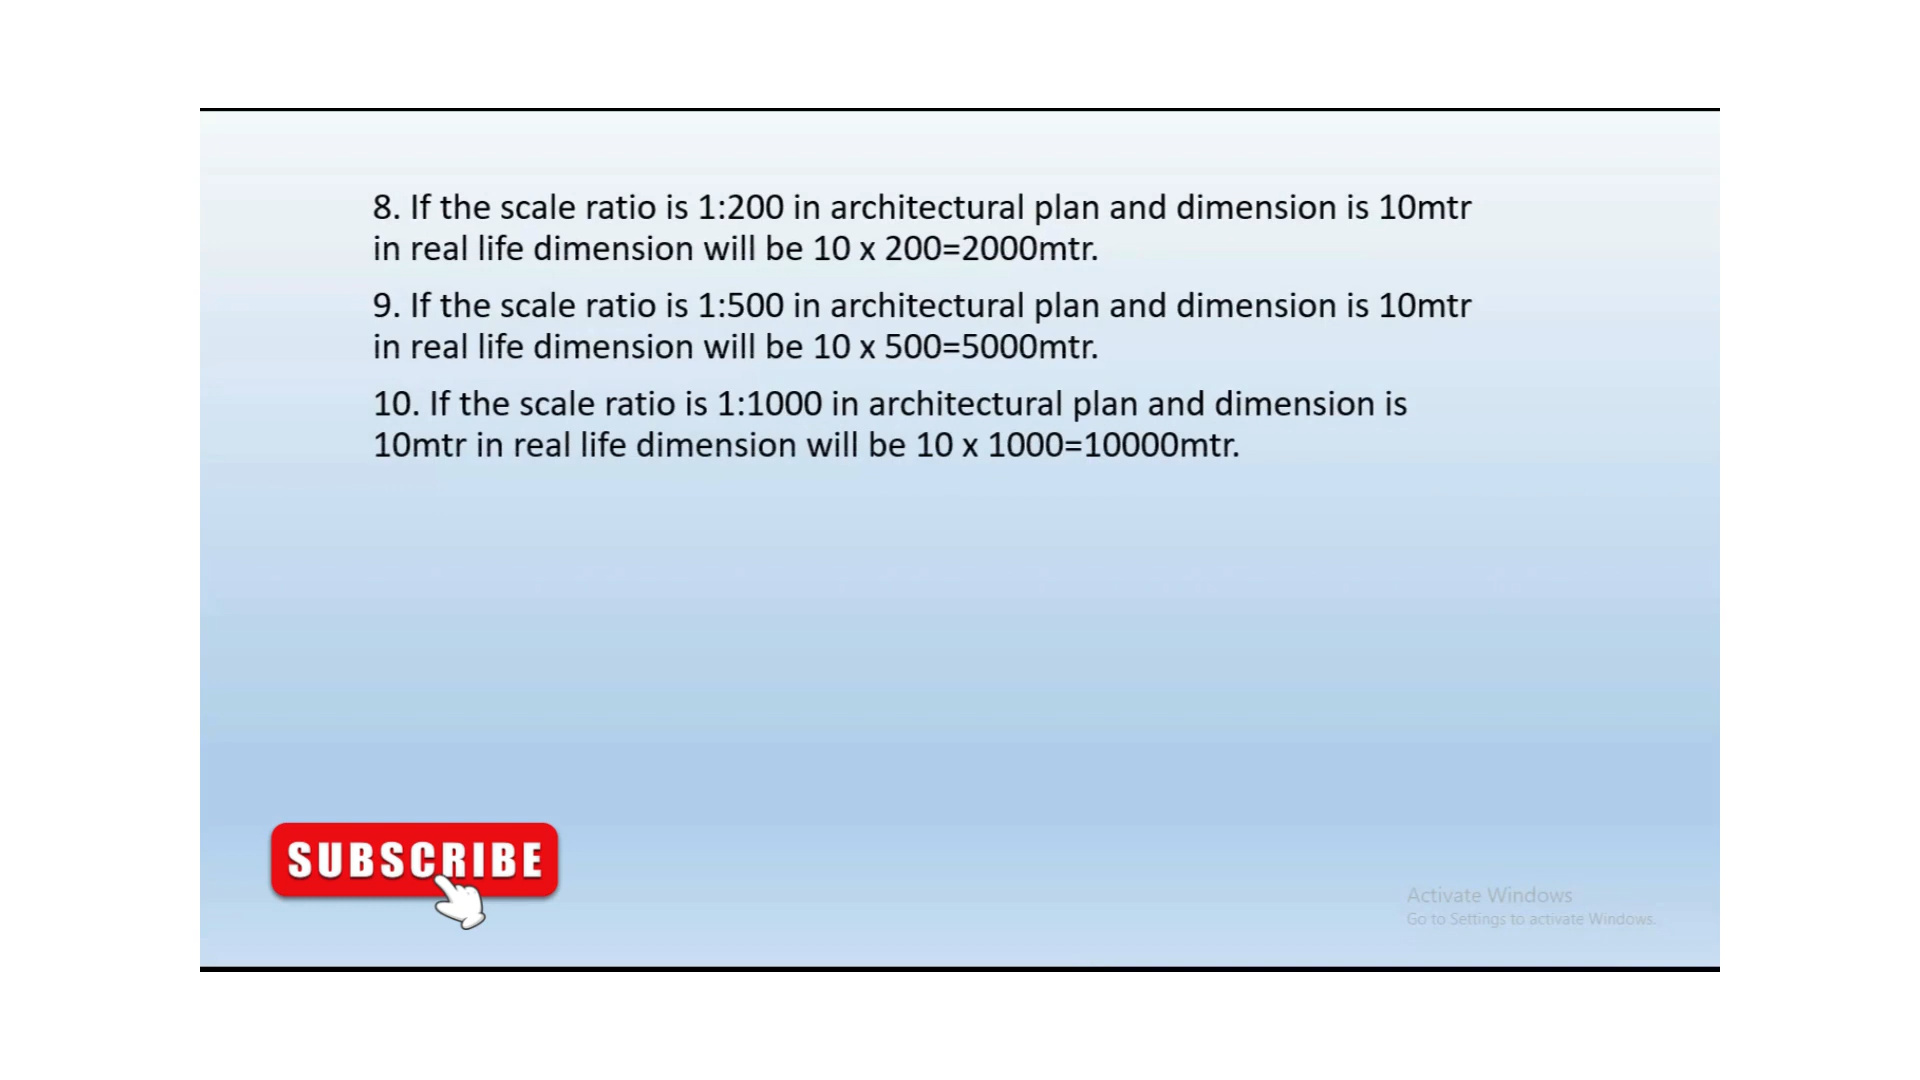 8. If the scale ratio is 1:200 in architectural plan and dimension is 10mtr
in real life dimension will be 10 x 200=2000mtr.
9. If the scale ratio is 1:500 in architectural plan and dimension is 10mtr
in real life dimension will be 10 x 500=5000mtr.
10. If the scale ratio is 1:1000 in architectural plan and dimension is
10mtr in real life dimension will be 10 x 1000=10000mtr.
SUBSCRIBE
Activate Windows
Go to Settings to activate Windows.